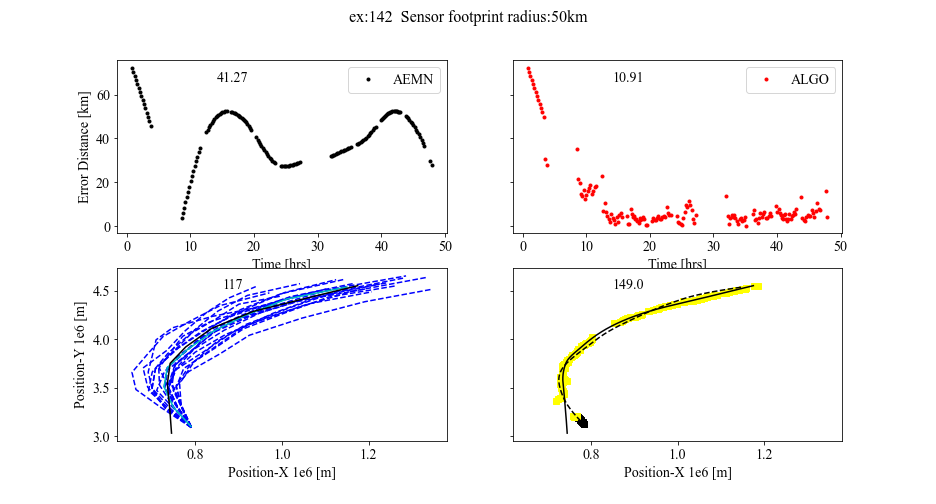 ex:142 Sensor footprint radius:50km
41.27
AEMN
10.91
ALGO
Error Distance [km]
60
40
20
0
0 10 20 30 40 50
0 10 20 30 40 50
Time [hrs]
Time [hrs]
117
149.0
Position-Y 1e6 [m]
4.5
4.0
3.5
3.0
0.8 1.0 1.2
0.8 1.0 1.2
Position-X 1e6 [m]
Position-X 1e6 [m]